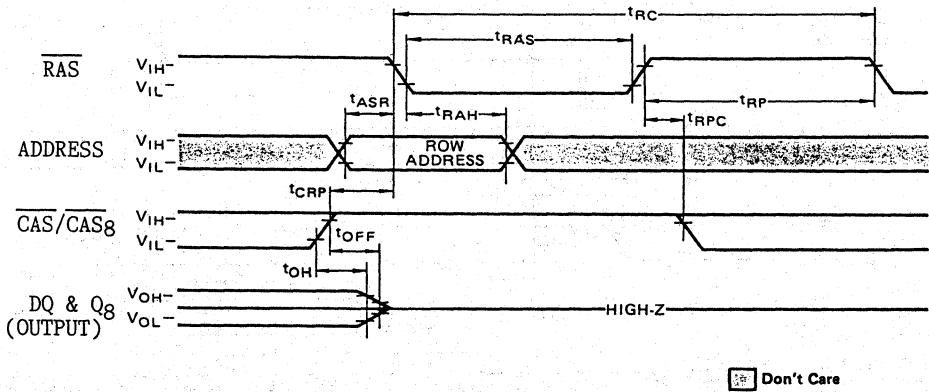 tRC
tRAS
RAS
VIH–
VIL–
tASR
tRAH
tRP
tRPC
ADDRESS
VIH–
VIL–
ROW
ADDRESS
tCRP
CAS/CAS8
VIH–
VIL–
tOFF
tOH
DQ & Q8
(OUTPUT)
VOH–
VOL–
HIGH-Z
Don't Care